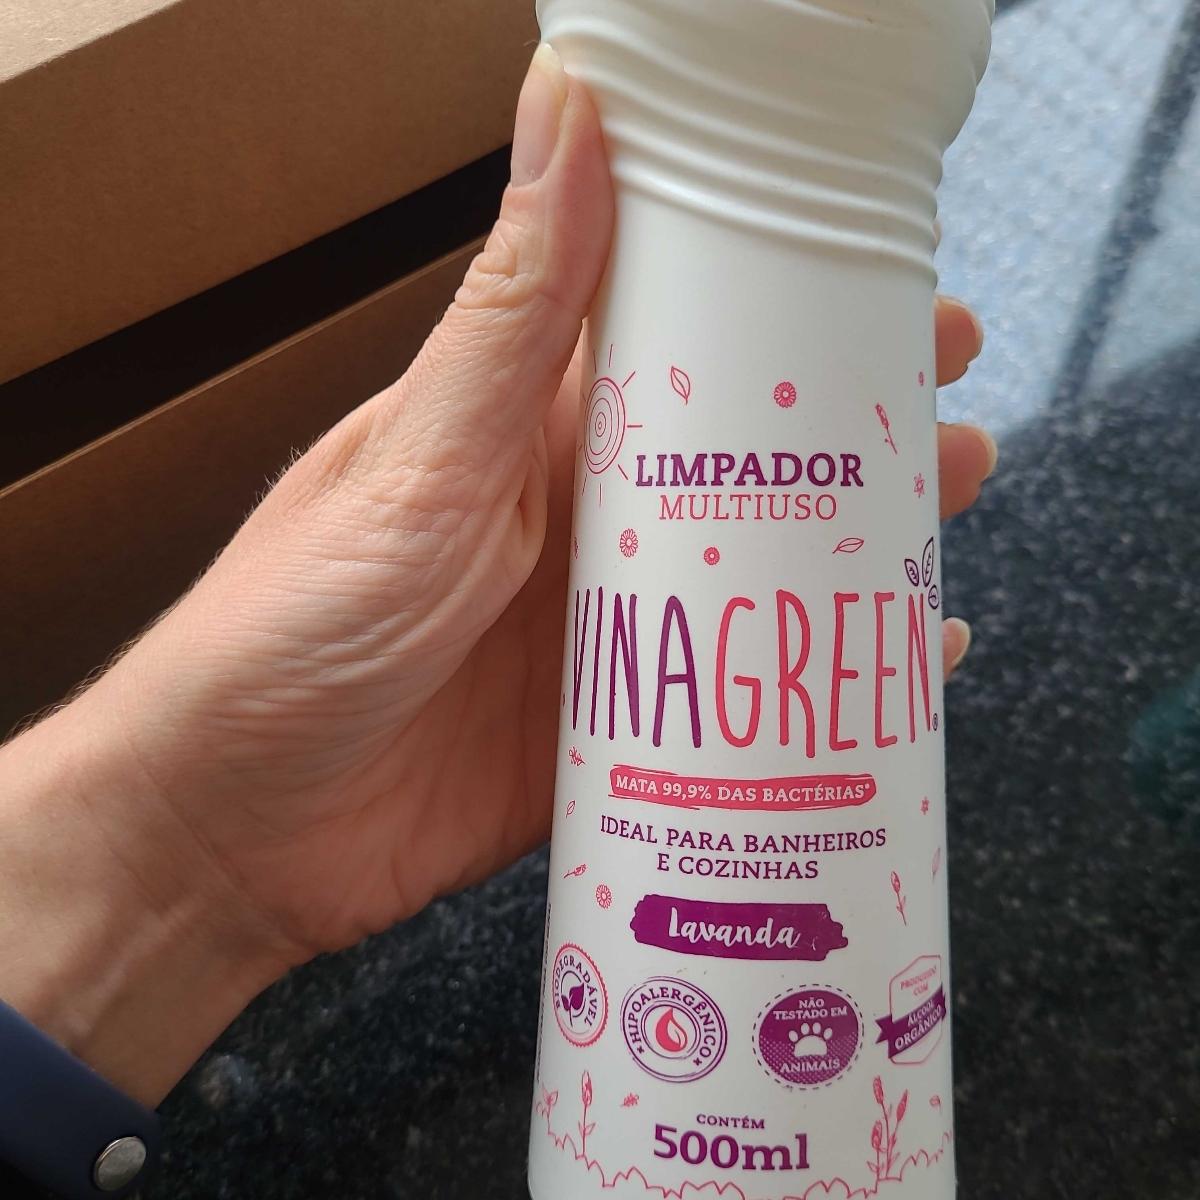 LIMPADOR
MULTIUSO
VINAGREEN®
MATA 99,9% DAS BACTÉRIAS*
IDEAL PARA BANHEIROS
E COZINHAS
Lavanda
BIODEGRADÁVEL
HIPOALERGÊNICO
NÃO
TESTADO EM
ANIMAIS
PRODUZIDO
COM
ÁLCOOL
ORGÂNICO
CONTÉM
500ml